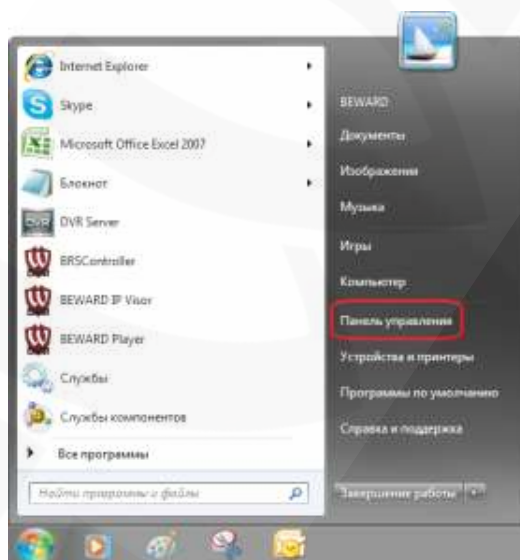 Internet Explorer
Skype
Microsoft Office Excel 2007
Блокнот
DVR Server
BRSController
BEWARD IP Visor
BEWARD Player
Службы
Службы компонентов
Все программы
Найти программы и файлы
BEWARD
Документы
Изображения
Музыка
Игры
Компьютер
Панель управления
Устройства и принтеры
Программы по умолчанию
Справка и поддержка
Завершение работы